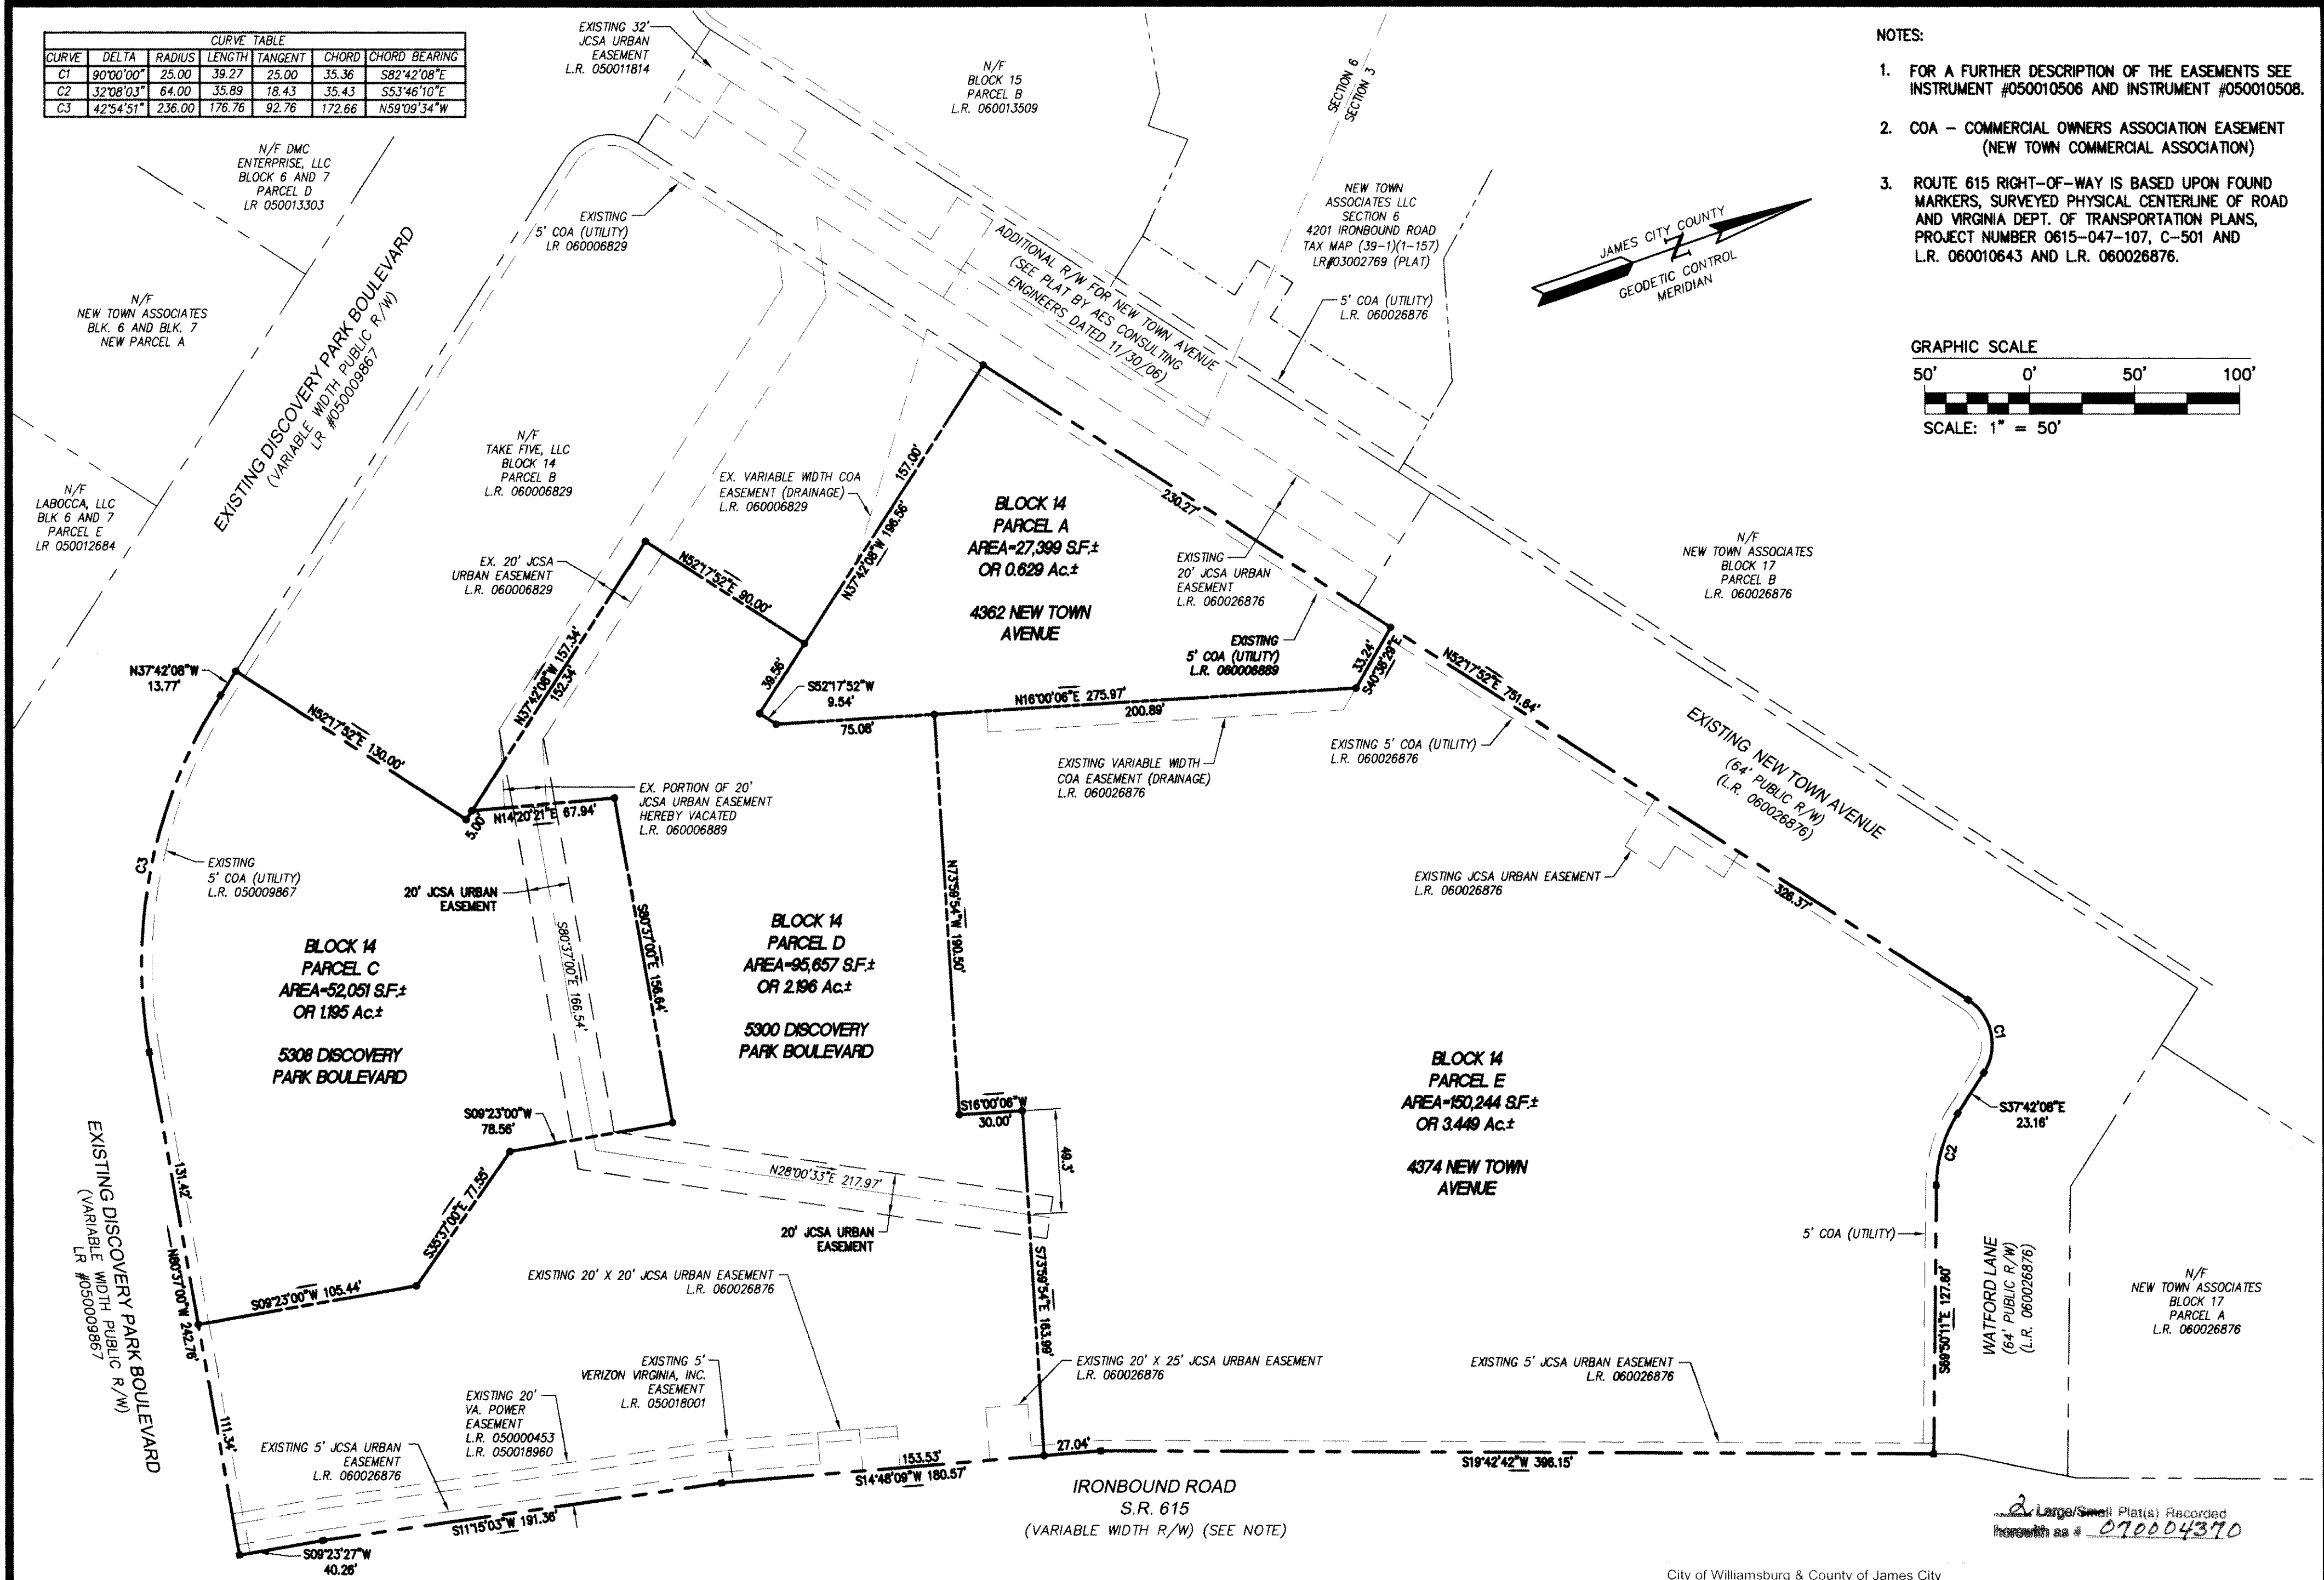 CURVE TABLE
CURVE DELTA RADIUS LENGTH TANGENT CHORD CHORD BEARING
C1 90°00'00" 25.00 39.27 25.00 35.36 S82°42'08"E
C2 32°08'03" 64.00 35.89 18.43 35.43 S53°46'10"E
C3 42°54'51" 236.00 176.76 92.76 172.66 N59°09'34"W
EXISTING 32'
JCSA URBAN
EASEMENT
L.R. 050011814
N/F
BLOCK 15
PARCEL B
L.R. 060013509
SECTION 6
SECTION 3
NOTES:
1. FOR A FURTHER DESCRIPTION OF THE EASEMENTS SEE
INSTRUMENT #050010506 AND INSTRUMENT #050010508.
2. COA – COMMERCIAL OWNERS ASSOCIATION EASEMENT
(NEW TOWN COMMERCIAL ASSOCIATION)
3. ROUTE 615 RIGHT-OF-WAY IS BASED UPON FOUND
MARKERS, SURVEYED PHYSICAL CENTERLINE OF ROAD
AND VIRGINIA DEPT. OF TRANSPORTATION PLANS,
PROJECT NUMBER 0615-047-107, C-501 AND
L.R. 060010643 AND L.R. 060026876.
N/F DMC
ENTERPRISE, LLC
BLOCK 6 AND 7
PARCEL D
LR 050013303
EXISTING
5' COA (UTILITY)
LR 060006829
NEW TOWN
ASSOCIATES LLC
SECTION 6
4201 IRONBOUND ROAD
TAX MAP (39-1)(1-157)
LR#03002769 (PLAT)
ADDITIONAL R/W FOR NEW TOWN AVENUE
(SEE PLAT BY AES CONSULTING
ENGINEERS DATED 11/30/06)
5' COA (UTILITY)
L.R. 060026876
JAMES CITY COUNTY
N
GEODETIC CONTROL
MERIDIAN
GRAPHIC SCALE
50' 0' 50' 100'
SCALE: 1" = 50'
N/F
NEW TOWN ASSOCIATES
BLK. 6 AND BLK. 7
NEW PARCEL A
EXISTING DISCOVERY PARK BOULEVARD
(VARIABLE WIDTH PUBLIC R/W)
LR #050009867
N/F
LABOCCA, LLC
BLK 6 AND 7
PARCEL E
LR 050012684
N/F
TAKE FIVE, LLC
BLOCK 14
PARCEL B
L.R. 060006829
EX. VARIABLE WIDTH COA
EASEMENT (DRAINAGE)
L.R. 060006829
157.00'
N37°42'08"W 196.56'
BLOCK 14
PARCEL A
AREA=27,399 S.F.±
OR 0.629 Ac.±
4362 NEW TOWN
AVENUE
230.27'
EXISTING
20' JCSA URBAN
EASEMENT
L.R. 060026876
EXISTING
5' COA (UTILITY)
L.R. 060006889
N/F
NEW TOWN ASSOCIATES
BLOCK 17
PARCEL B
L.R. 060026876
EX. 20' JCSA
URBAN EASEMENT
L.R. 060006829
N52°17'52"E 90.00'
N37°42'08"W 157.34'
152.34'
N37°42'08"W
13.77'
N52°17'52"E 130.00'
39.56'
S52°17'52"W
9.54'
75.08'
N16°00'06"E 275.97'
200.89'
33.24'
S40°38'29"E
N52°17'52"E 751.64'
EXISTING NEW TOWN AVENUE
(64' PUBLIC R/W)
(L.R. 060026876)
EXISTING 5' COA (UTILITY)
L.R. 060026876
EXISTING VARIABLE WIDTH
COA EASEMENT (DRAINAGE)
L.R. 060026876
EX. PORTION OF 20'
JCSA URBAN EASEMENT
HEREBY VACATED
L.R. 060006889
5.00'
N14°20'21"E 67.94'
C3
EXISTING
5' COA (UTILITY)
L.R. 050009867
20' JCSA URBAN
EASEMENT
S80°37'00"E 166.54'
S80°37'00"E 156.64'
N73°59'54"W 190.50'
EXISTING JCSA URBAN EASEMENT
L.R. 060026876
326.37'
BLOCK 14
PARCEL C
AREA=52,051 S.F.±
OR 1.195 Ac.±
5308 DISCOVERY
PARK BOULEVARD
BLOCK 14
PARCEL D
AREA=95,657 S.F.±
OR 2.196 Ac.±
5300 DISCOVERY
PARK BOULEVARD
BLOCK 14
PARCEL E
AREA=150,244 S.F.±
OR 3.449 Ac.±
4374 NEW TOWN
AVENUE
C1
S37°42'08"E
23.16'
C2
S09°23'00"W
78.56'
S16°00'06"W
30.00'
49.3'
N28°00'33"E 217.97'
20' JCSA URBAN
EASEMENT
S35°37'00"E 77.55'
131.42'
N80°37'00"W 242.76'
S09°23'00"W 105.44'
EXISTING DISCOVERY PARK BOULEVARD
(VARIABLE WIDTH PUBLIC R/W)
LR #050009867
EXISTING 20' X 20' JCSA URBAN EASEMENT
L.R. 060026876
S73°59'54"E 163.99'
5' COA (UTILITY)
S69°50'11"E 127.60'
WATFORD LANE
(64' PUBLIC R/W)
(L.R. 060026876)
N/F
NEW TOWN ASSOCIATES
BLOCK 17
PARCEL A
L.R. 060026876
EXISTING 5'
VERIZON VIRGINIA, INC.
EASEMENT
L.R. 050018001
EXISTING 20'
VA. POWER
EASEMENT
L.R. 050000453
L.R. 050018960
EXISTING 20' X 25' JCSA URBAN EASEMENT
L.R. 060026876
EXISTING 5' JCSA URBAN EASEMENT
L.R. 060026876
111.34'
EXISTING 5' JCSA URBAN
EASEMENT
L.R. 060026876
153.53'
S14°48'09"W 180.57'
27.04'
S19°42'42"W 396.15'
S11°15'03"W 191.36'
S09°23'27"W
40.26'
IRONBOUND ROAD
S.R. 615
(VARIABLE WIDTH R/W) (SEE NOTE)
2 Large/Small Plat(s) Recorded
herewith as # 070004370
City of Williamsburg & County of James City